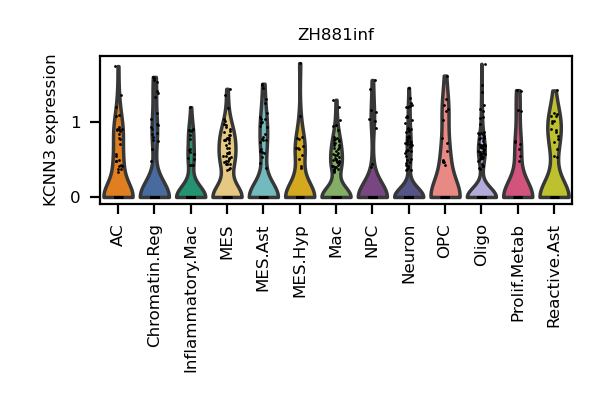 ZH881inf
KCNN3 expression
1
0
AC
Chromatin.Reg
Inflammatory.Mac
MES
MES.Ast
MES.Hyp
Mac
NPC
Neuron
OPC
Oligo
Prolif.Metab
Reactive.Ast